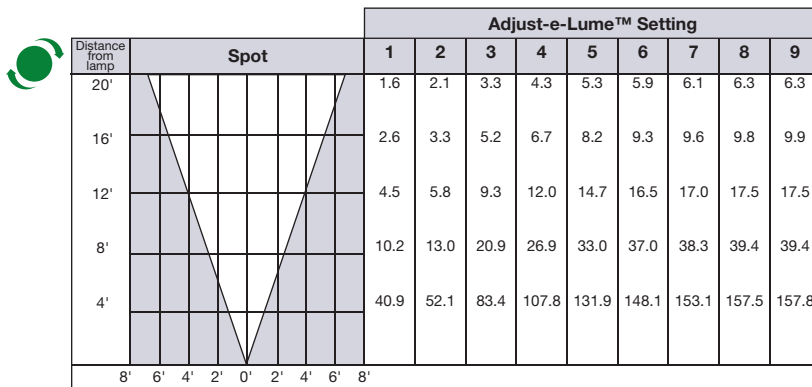 Adjust-e-Lume™ Setting
Distance
from
lamp
Spot 1 2 3 4 5 6 7 8 9
20' 1.6 2.1 3.3 4.3 5.3 5.9 6.1 6.3 6.3
16' 2.6 3.3 5.2 6.7 8.2 9.3 9.6 9.8 9.9
12' 4.5 5.8 9.3 12.0 14.7 16.5 17.0 17.5 17.5
8' 10.2 13.0 20.9 26.9 33.0 37.0 38.3 39.4 39.4
4' 40.9 52.1 83.4 107.8 131.9 148.1 153.1 157.5 157.8
8' 6' 4' 2' 0' 2' 4' 6' 8'